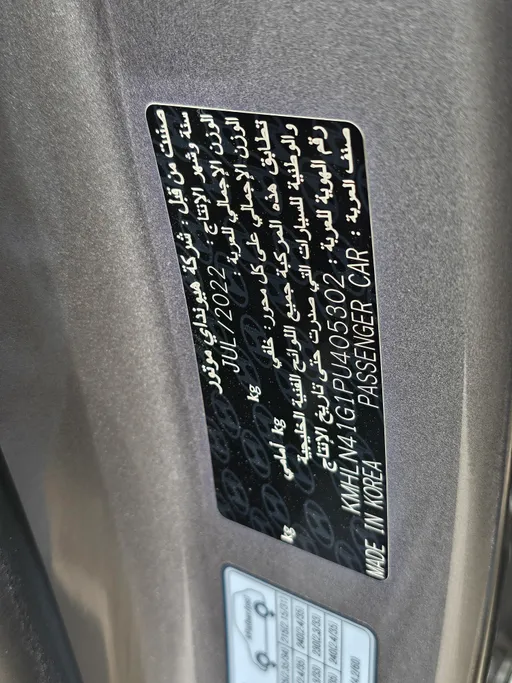 صنعت من قبل : شركة هيونداي موتور
سنة وشهر الإنتاج : JUL /2022
الوزن الإجمالي للعربة : kg
الوزن الإجمالي على كل محور: خلفي kg أمامي kg
تطابق هذه المركبة جميع اللوائح الفنية الخليجية
والوطنية للسيارات التي صدرت حتى تاريخ الإنتاج
رقم الهوية للعربة : KMHLN41G1PU405302
صنف العربة : PASSENGER CAR
MADE IN KOREA